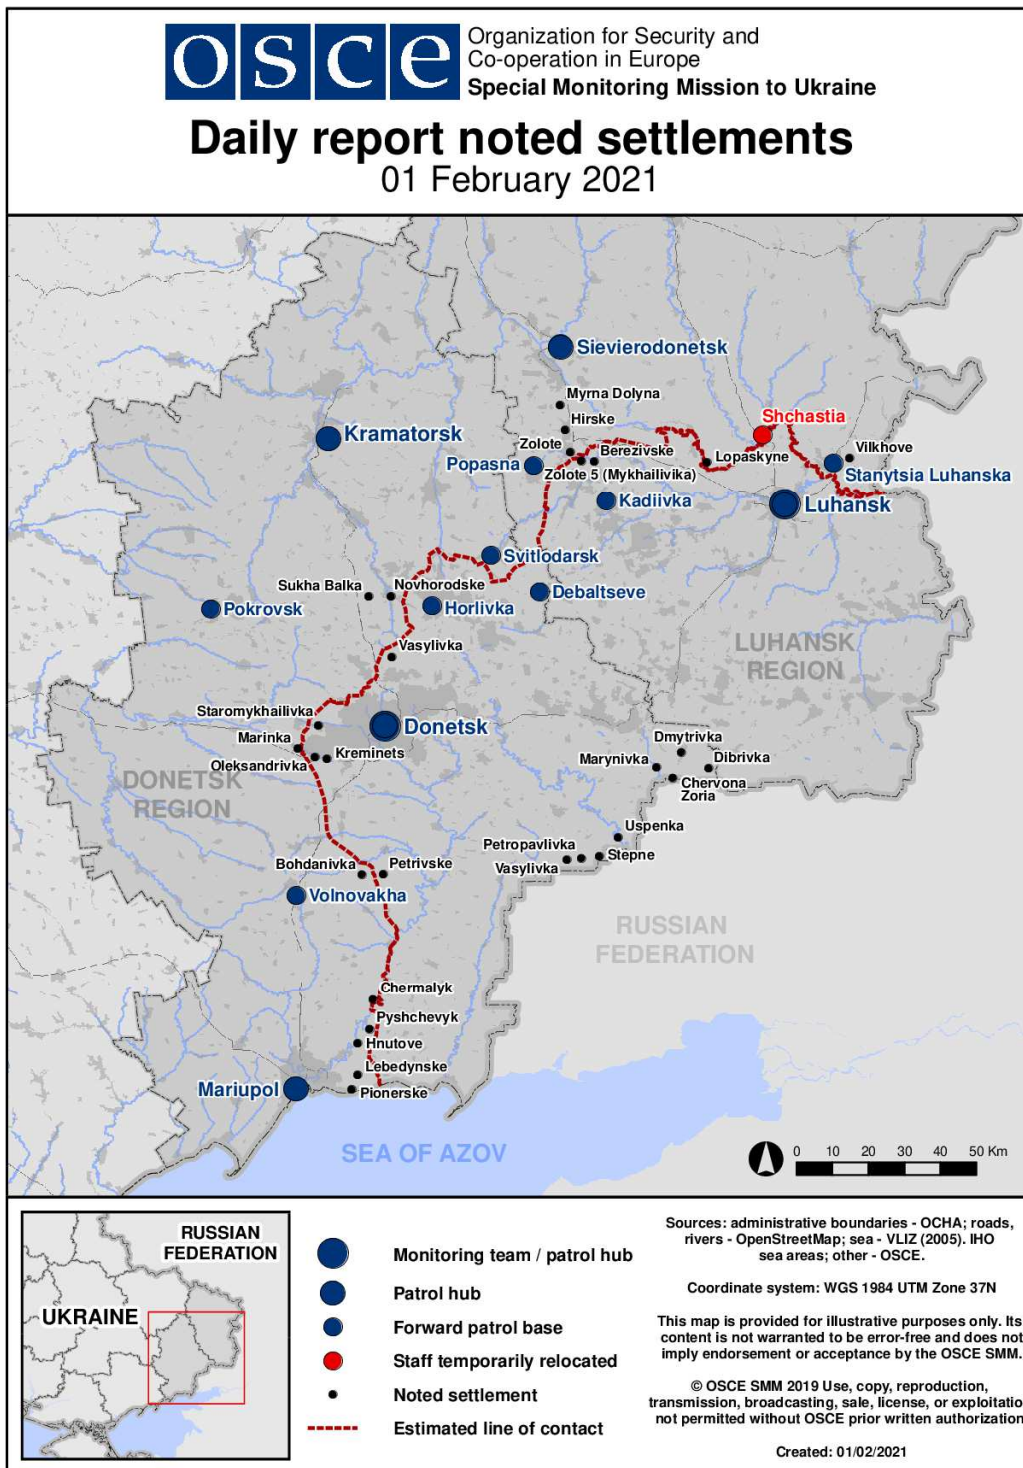 osce
Organization for Security and
Co-operation in Europe
Special Monitoring Mission to Ukraine
Daily report noted settlements
01 February 2021
Sievierodonetsk
Myrna Dolyna
Hirske
Shchastia
Kramatorsk
Zolote
Berezivske
Vilkhove
Popasna
Lopaskyne
Zolote 5 (Mykhailivika)
Stanytsia Luhanska
Kadiivka
Luhansk
Svitlodarsk
Sukha Balka
Novhorodske
Debaltseve
Pokrovsk
Horlivka
LUHANSK
REGION
Vasylivka
Staromykhailivka
Donetsk
Marinka
Dmytrivka
Kreminets
Marynivka
Dibrivka
Oleksandrivka
DONETSK
REGION
Chervona
Zoria
Uspenka
Petropavlivka
Stepne
Vasylivka
Bohdanivka
Petrivske
Volnovakha
RUSSIAN
FEDERATION
Chermalyk
Pyshchevyk
Hnutove
Lebedynske
Mariupol
Pionerske
SEA OF AZOV
0 10 20 30 40 50 Km
RUSSIAN
FEDERATION
UKRAINE
Monitoring team / patrol hub
Patrol hub
Forward patrol base
Staff temporarily relocated
Noted settlement
Estimated line of contact
Sources: administrative boundaries - OCHA; roads,
rivers - OpenStreetMap; sea - VLIZ (2005). IHO
sea areas; other - OSCE.
Coordinate system: WGS 1984 UTM Zone 37N
This map is provided for illustrative purposes only. Its
content is not warranted to be error-free and does not
imply endorsement or acceptance by the OSCE SMM.
© OSCE SMM 2019 Use, copy, reproduction,
transmission, broadcasting, sale, license, or exploitatio
not permitted without OSCE prior written authorization
Created: 01/02/2021